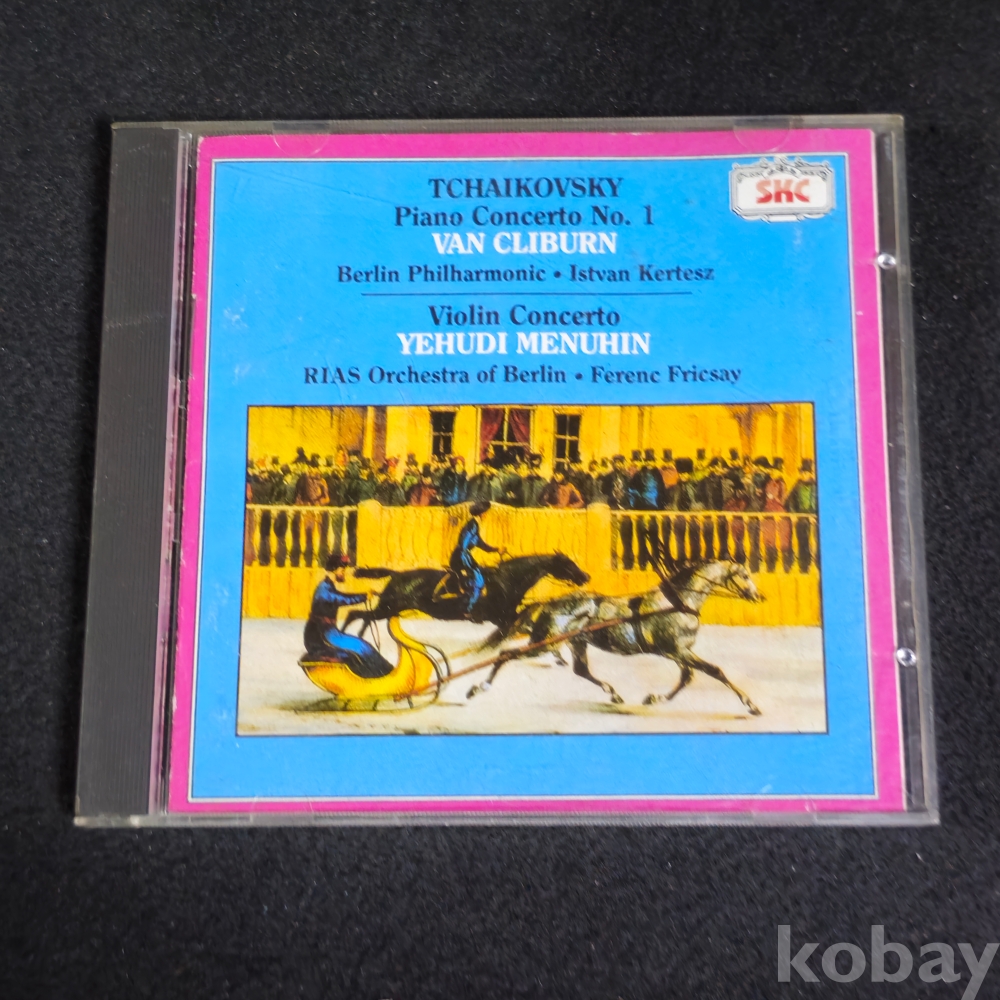 TCHAIKOVSKY
Piano Concerto No. 1
VAN CLIBURN
Berlin Philharmonic • Istvan Kertesz
Violin Concerto
YEHUDI MENUHIN
RIAS Orchestra of Berlin • Ferenc Fricsay
SKC
kobay